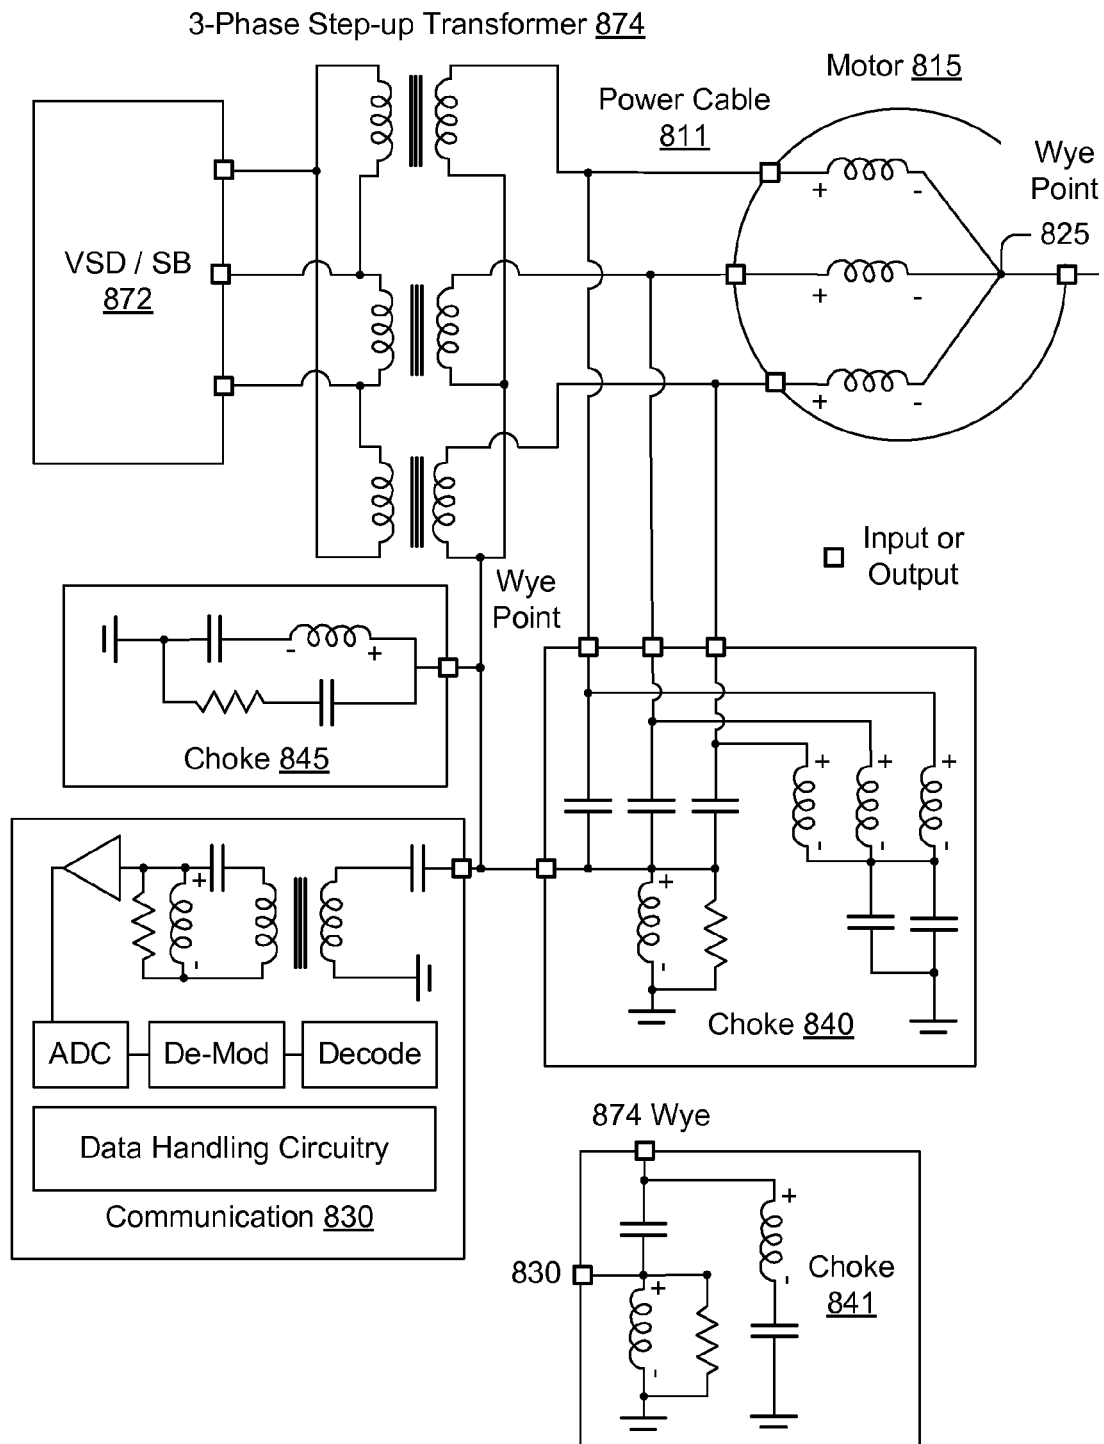 3-Phase Step-up Transformer 874
Motor 815
Power Cable
811
Wye
Point
825
VSD / SB
872
+ -
+ -
+ -
Input or
Output
Wye
Point
- +
Choke 845
+ + +
- - -
+
-
+
-
Choke 840
ADC
De-Mod
Decode
Data Handling Circuitry
Communication 830
874 Wye
+
-
830
+
-
Choke
841